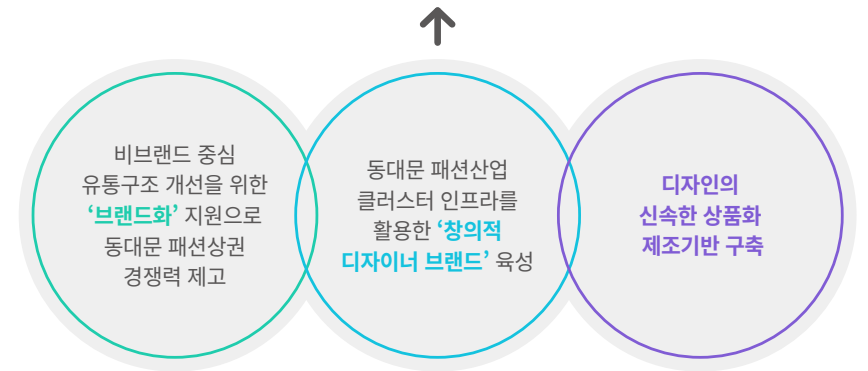 비브랜드 중심
유통구조 개선을 위한
‘브랜드화’ 지원으로
동대문 패션상권
경쟁력 제고
동대문 패션산업
클러스터 인프라를
활용한 ‘창의적
디자이너 브랜드’ 육성
디자인의
신속한 상품화
제조기반 구축